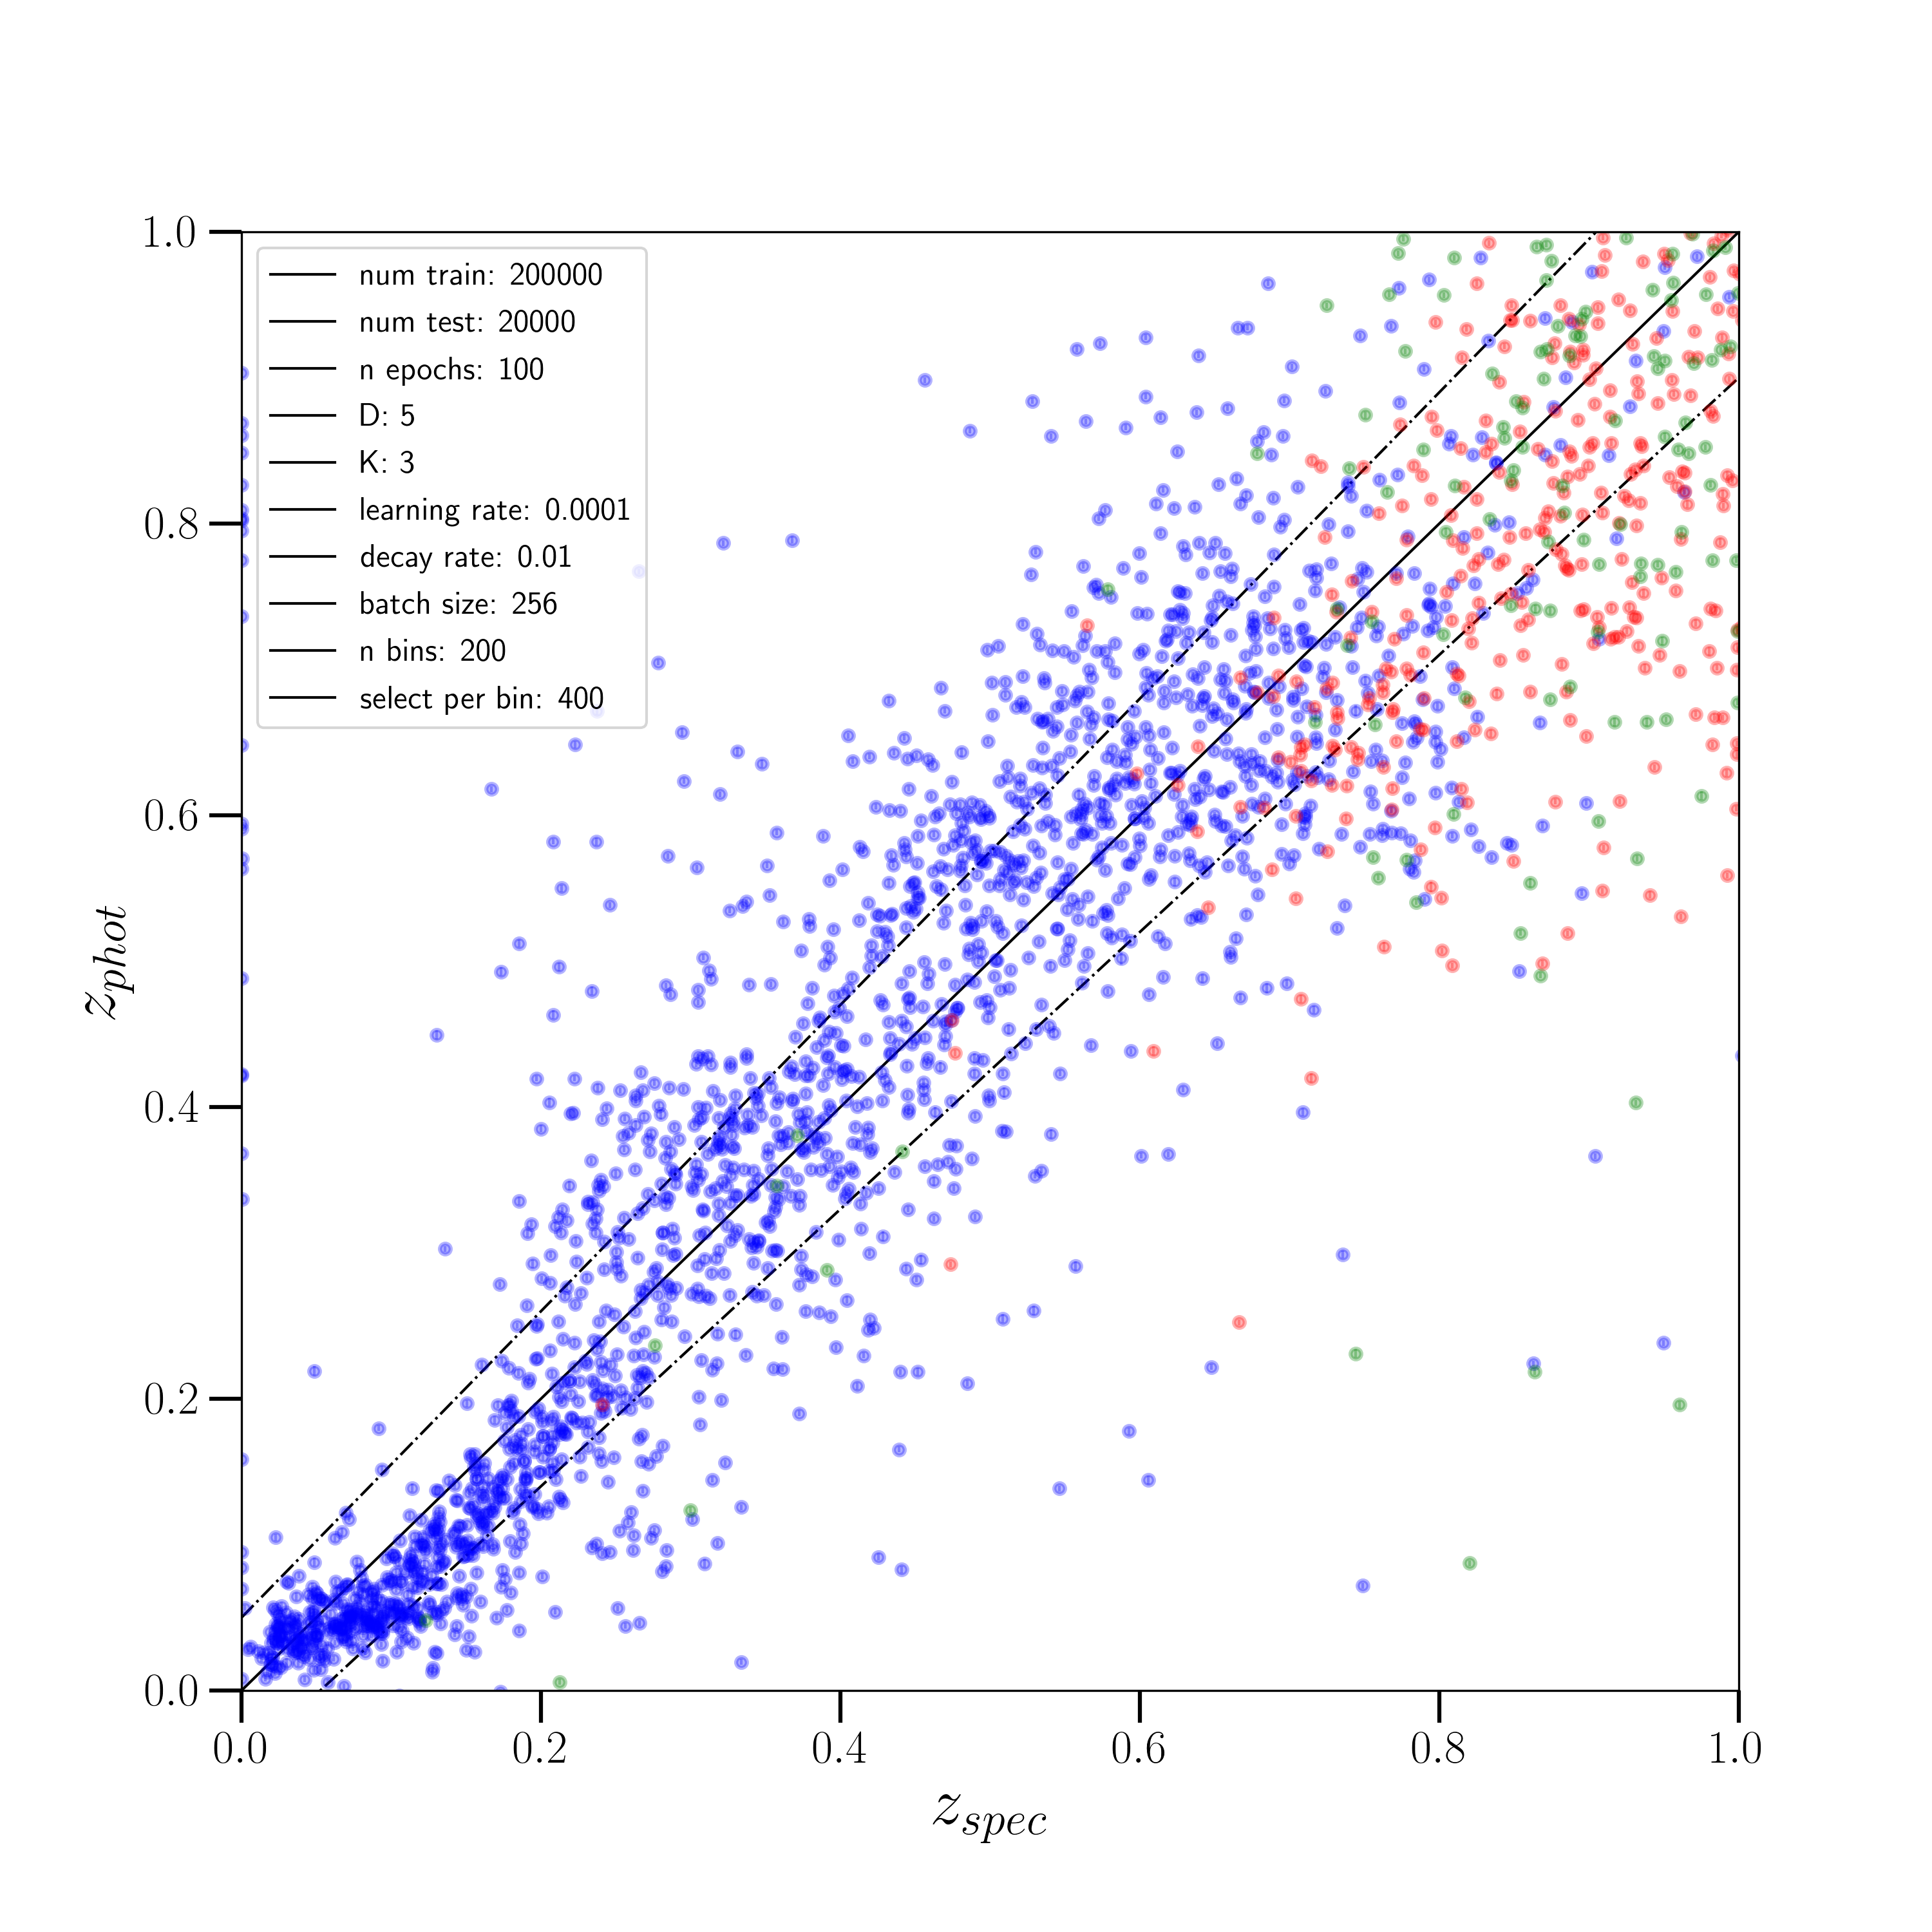 1.0
0.8
0.6
0.4
0.2
0.0
z_phot
num train: 200000
num test: 20000
n epochs: 100
D: 5
K: 3
learning rate: 0.0001
decay rate: 0.01
batch size: 256
n bins: 200
select per bin: 400
0.0 0.2 0.4 0.6 0.8 1.0
z_spec